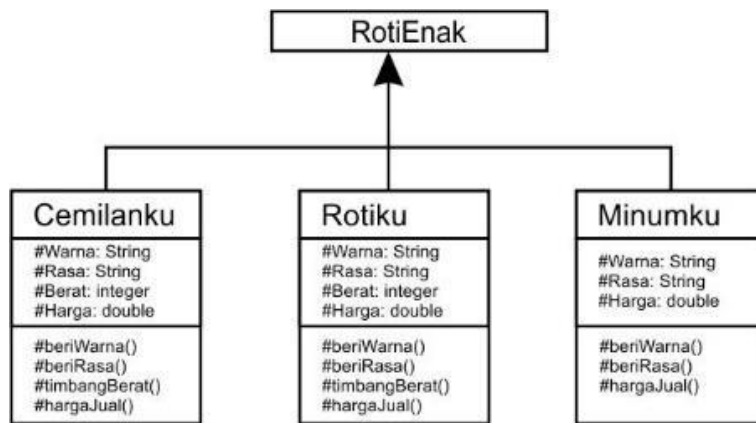 RotiEnak
Cemilanku
#Warna: String
#Rasa: String
#Berat: integer
#Harga: double
#beriWarna()
#beriRasa()
#timbangBerat()
#hargaJual()
Rotiku
#Warna: String
#Rasa: String
#Berat: integer
#Harga: double
#beriWarna()
#beriRasa()
#timbangBerat()
#hargaJual()
Minumku
#Warna: String
#Rasa: String
#Harga: double
#beriWarna()
#beriRasa()
#hargaJual()